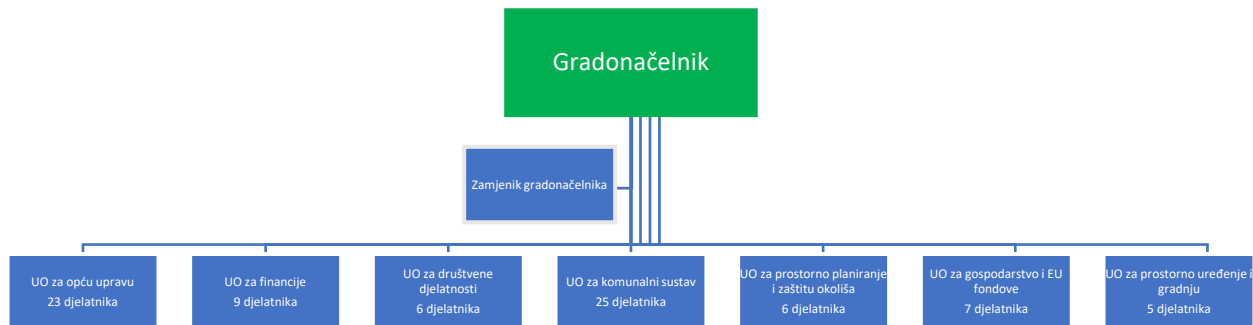 Gradonačelnik
Zamjenik gradonačelnika
UO za opću upravu
23 djelatnika
UO za financije
9 djelatnika
UO za društvene
djelatnosti
6 djelatnika
UO za komunalni sustav
25 djelatnika
UO za prostorno planiranje
i zaštitu okoliša
6 djelatnika
UO za gospodarstvo i EU
fondove
7 djelatnika
UO za prostorno uređenje i
gradnju
5 djelatnika